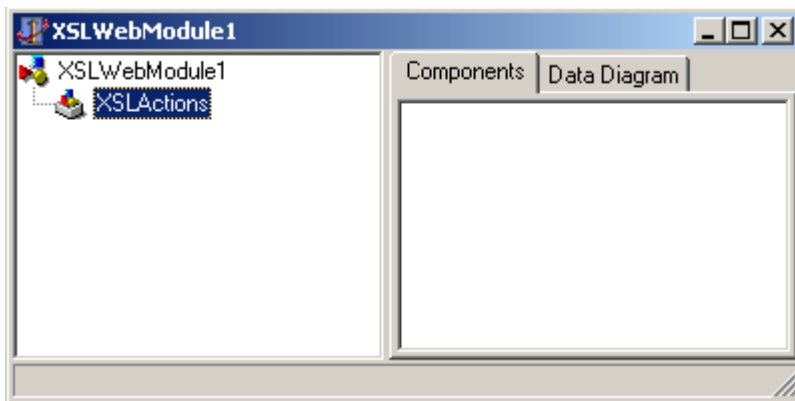 XSLWebModule1
XSLWebModule1
XSLActions
Components
Data Diagram